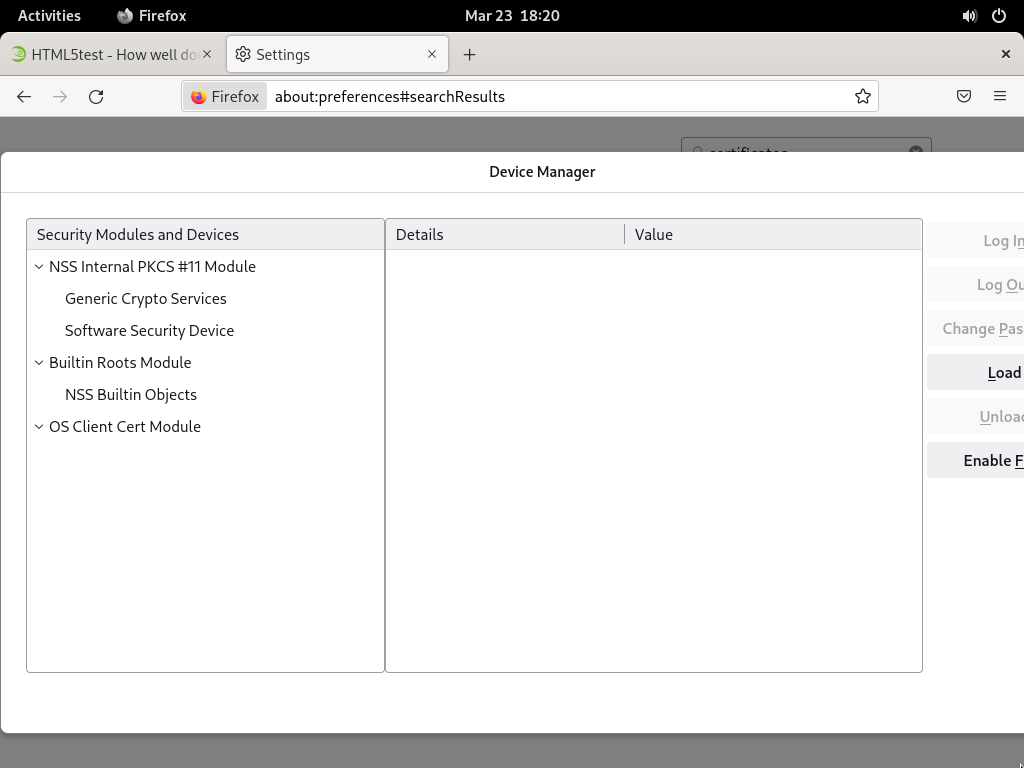 Activities
Firefox
Mar 23 18:20
HTML5test - How well do
Settings
Firefox
about:preferences#searchResults
Device Manager
Security Modules and Devices
Details
Value
NSS Internal PKCS #11 Module
Generic Crypto Services
Software Security Device
Builtin Roots Module
NSS Builtin Objects
OS Client Cert Module
Log In
Log Ou
Change Pas
Load
Unload
Enable F